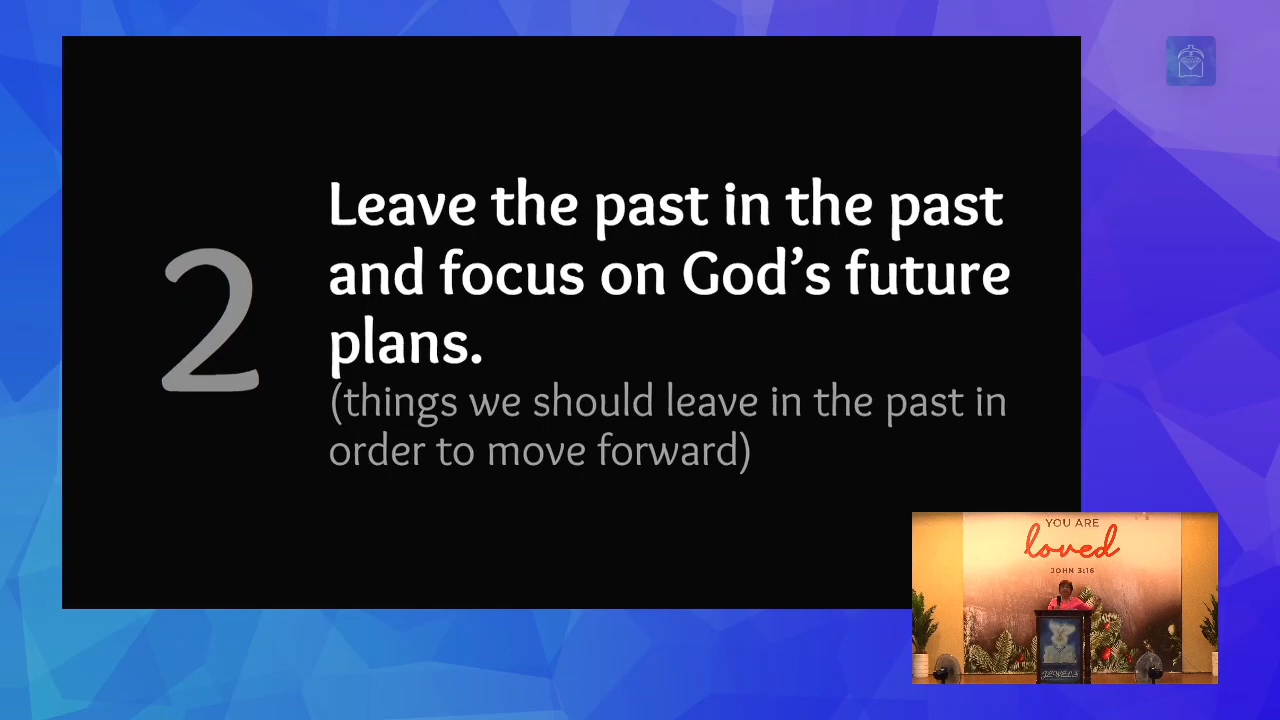 2
Leave the past in the past
and focus on God’s future
plans.
(things we should leave in the past in
order to move forward)
YOU ARE
loved
JOHN 3:16